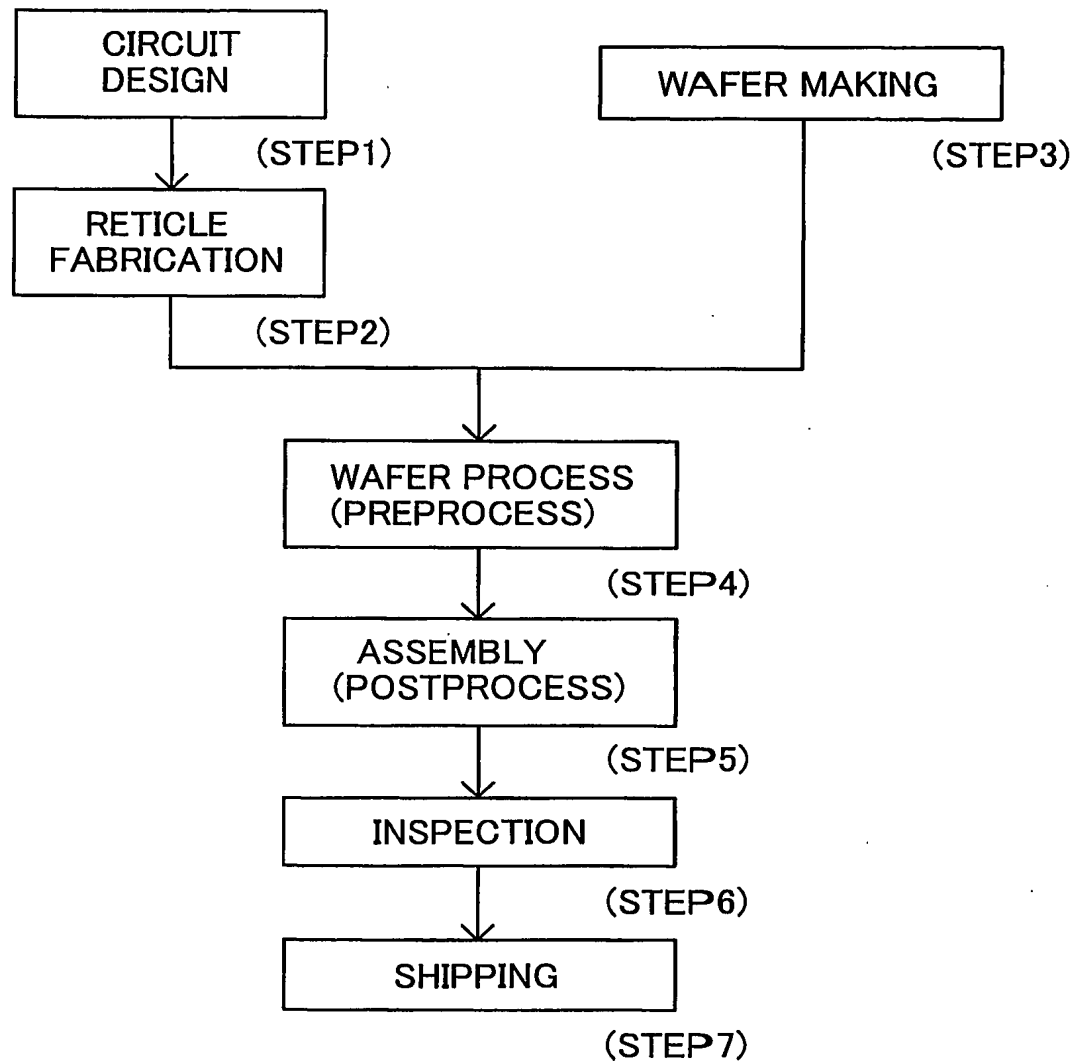 CIRCUIT
DESIGN
(STEP1)
RETICLE
FABRICATION
(STEP2)
WAFER MAKING
(STEP3)
WAFER PROCESS
(PREPROCESS)
(STEP4)
ASSEMBLY
(POSTPROCESS)
(STEP5)
INSPECTION
(STEP6)
SHIPPING
(STEP7)